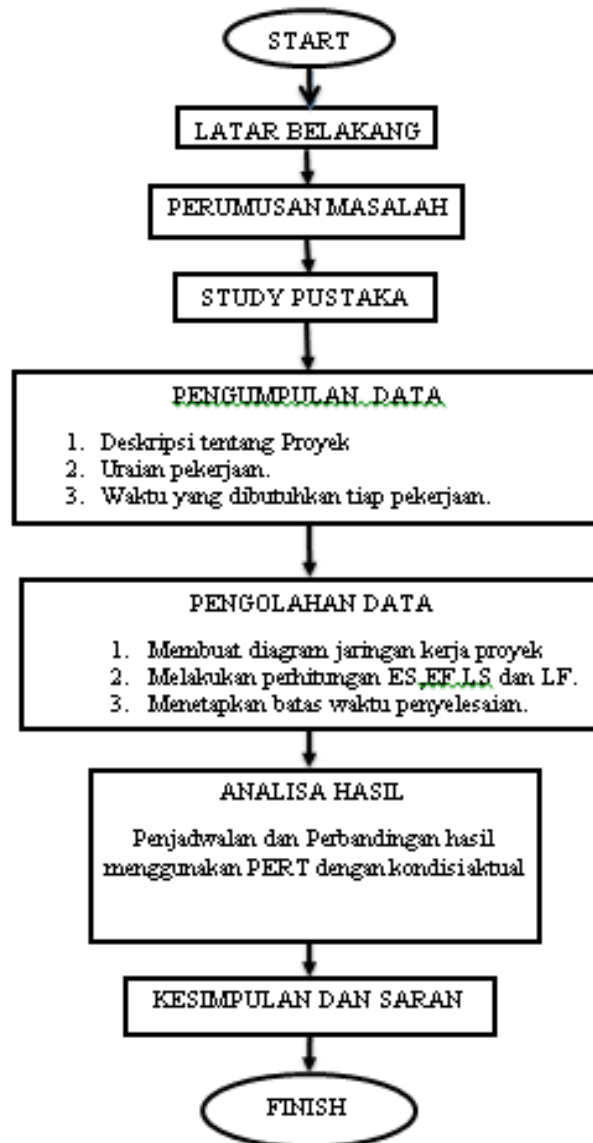 START
LATAR BELAKANG
PERUMUSAN MASALAH
STUDY PUSTAKA
PENGUMPULAN DATA
1. Deskripsi tentang Proyek
2. Uraian pekerjaan.
3. Waktu yang dibutuhkan tiap pekerjaan.
PENGOLAHAN DATA
1. Membuat diagram jaringan kerja proyek
2. Melakukan perhitungan ES,EF,LS dan LF.
3. Menetapkan batas waktu penyelesaian.
ANALISA HASIL
Penjadwalan dan Perbandingan hasil
menggunakan PERT dengan kondisi aktual
KESIMPULAN DAN SARAN
FINISH